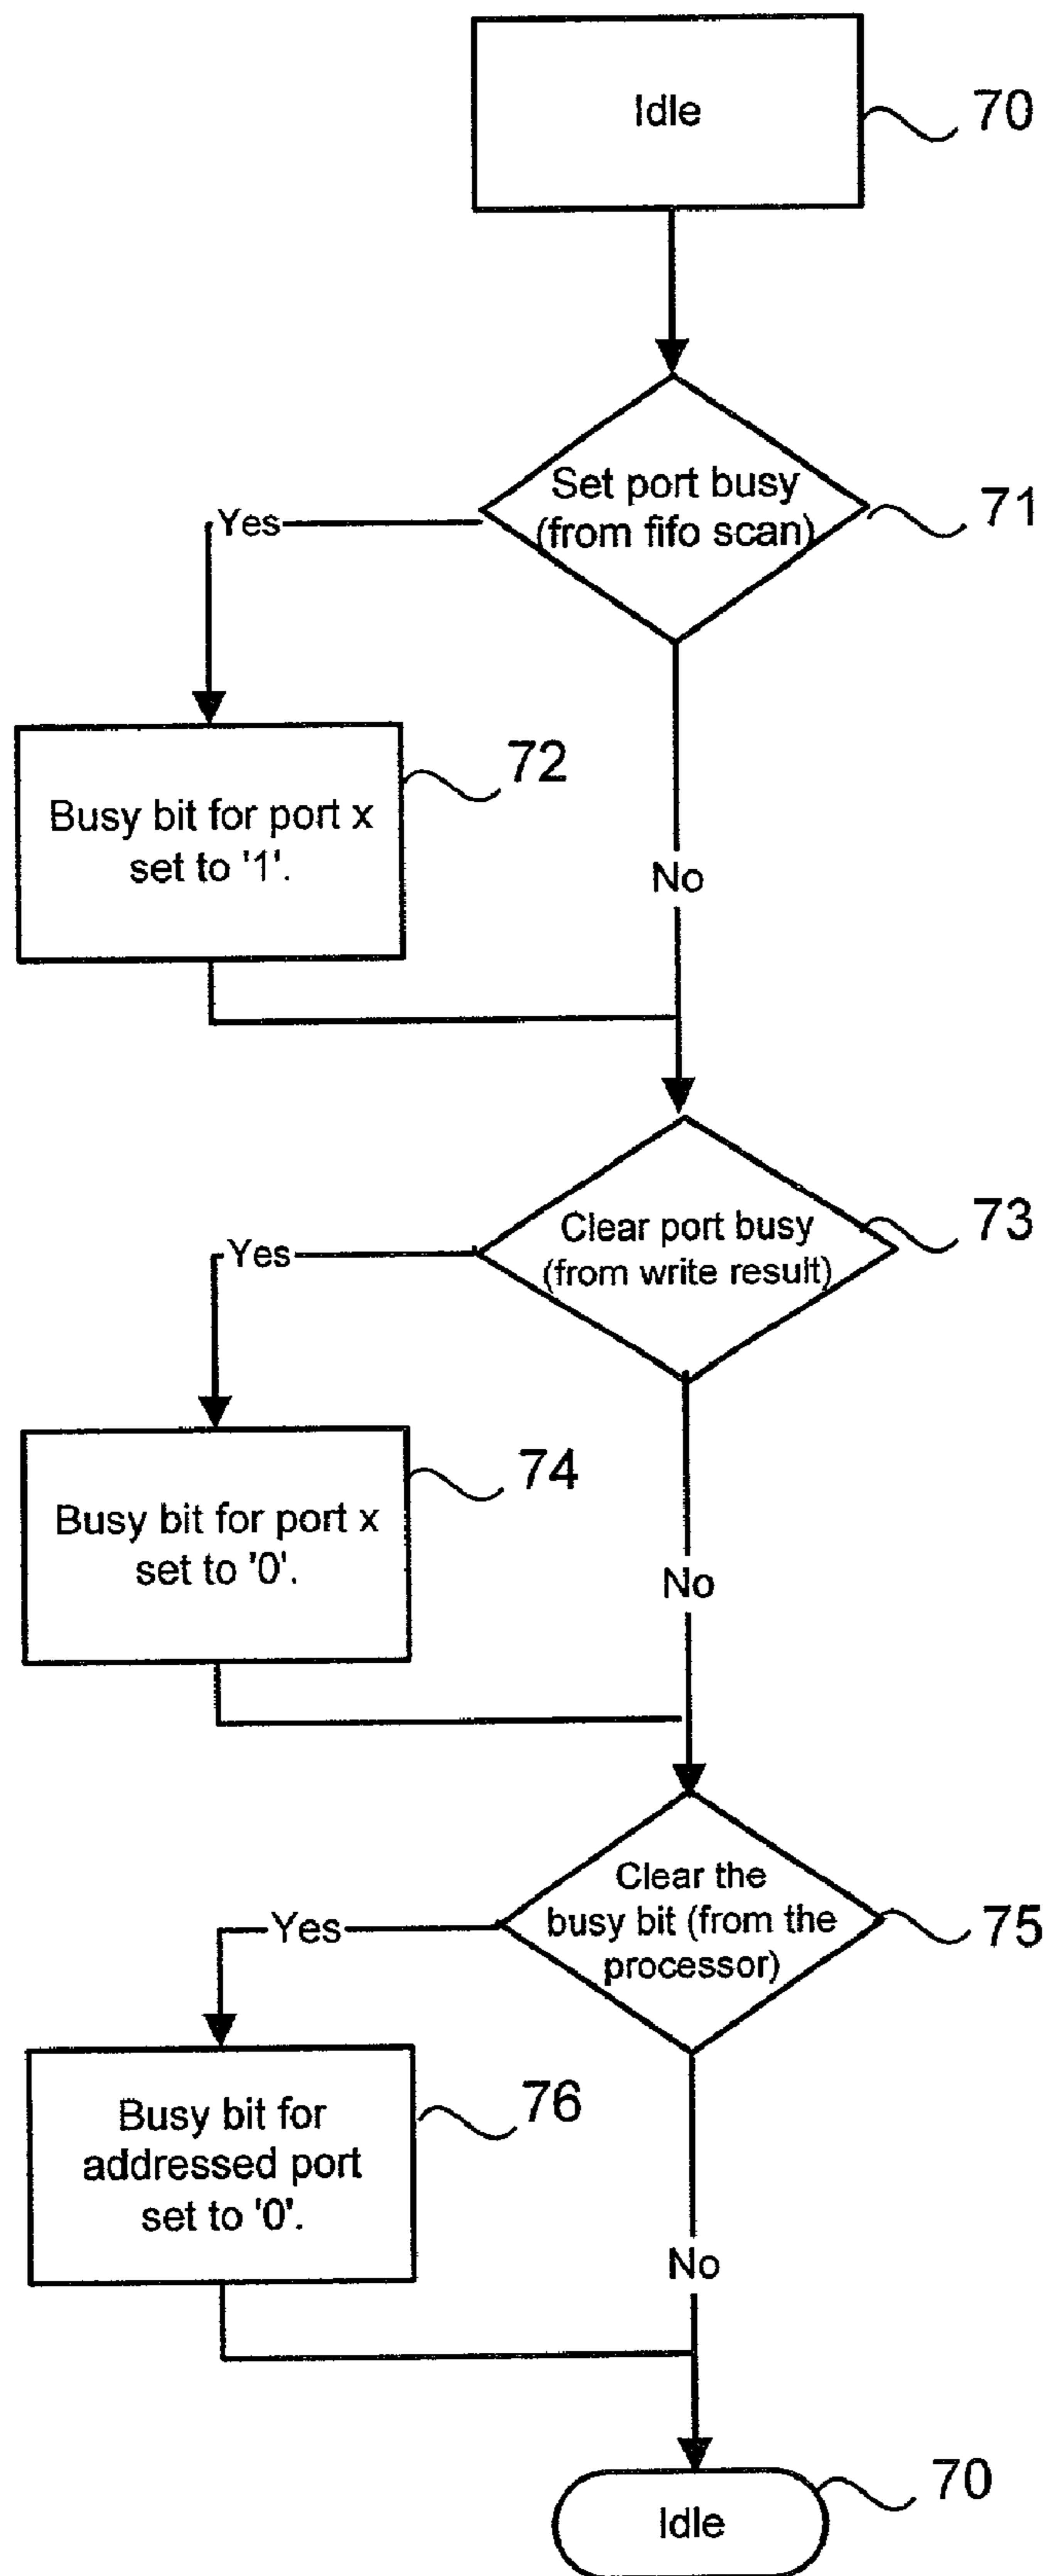 Idle
70
Set port busy
(from fifo scan)
71
Yes
72
Busy bit for port x
set to '1'.
No
Clear port busy
(from write result)
73
Yes
74
Busy bit for port x
set to '0'.
No
Clear the
busy bit (from the
processor)
75
Yes
76
Busy bit for
addressed port
set to '0'.
No
Idle
70